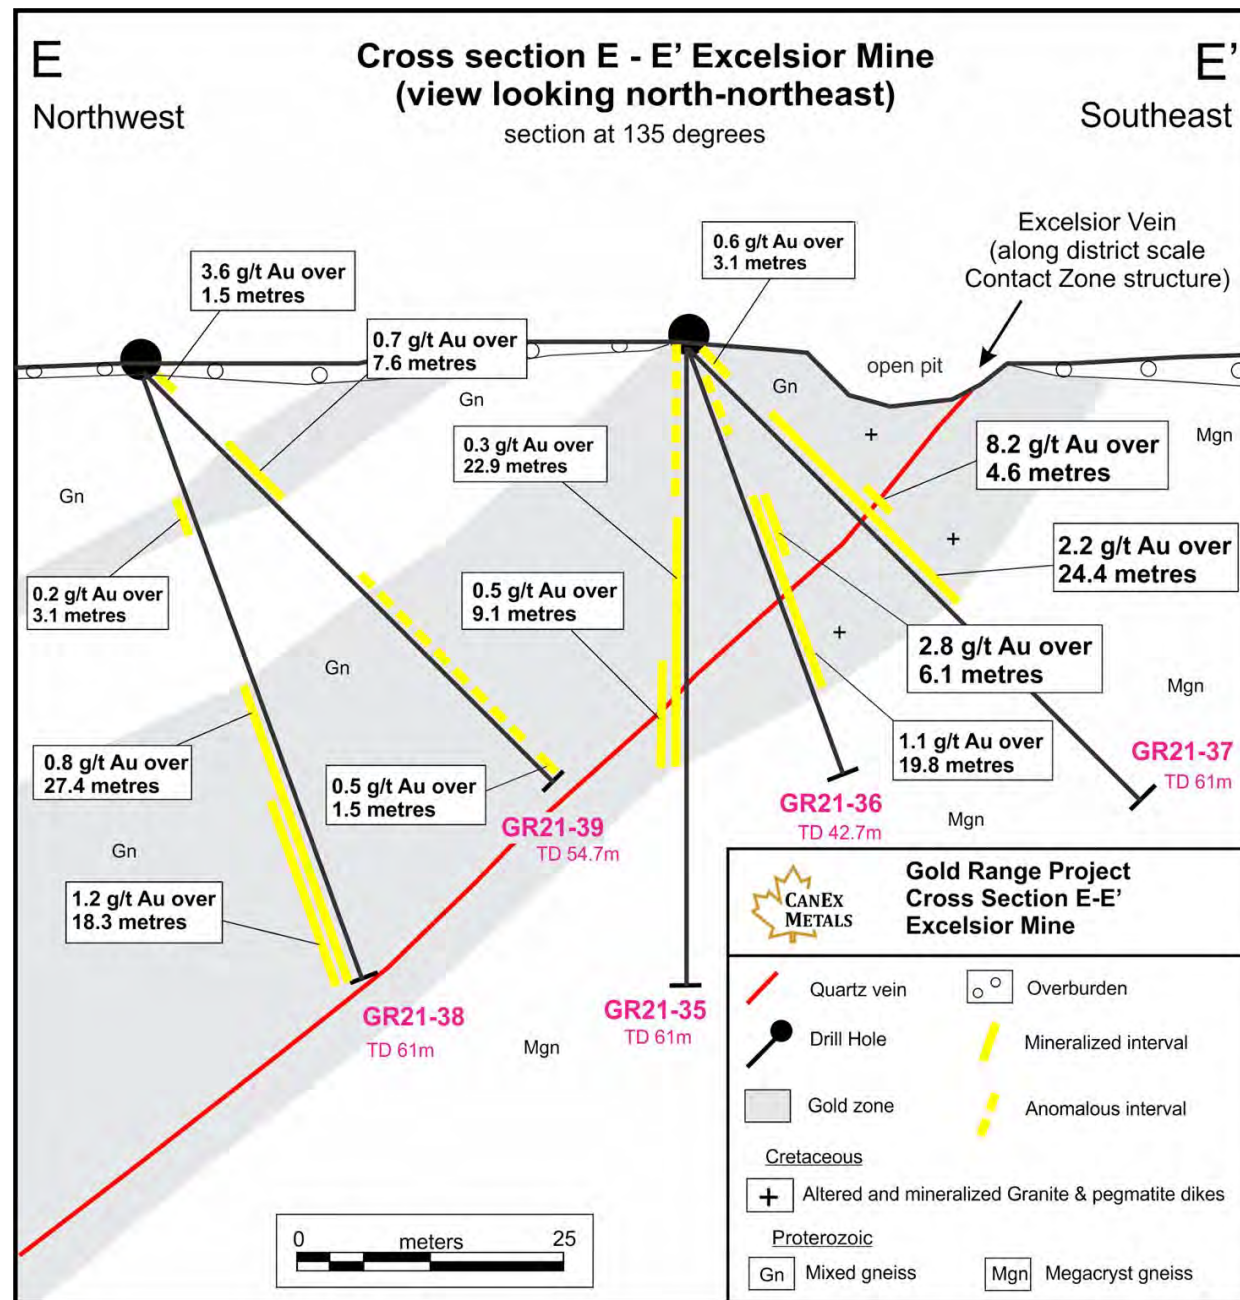 E
Northwest
Cross section E - E’ Excelsior Mine
(view looking north-northeast)
section at 135 degrees
E’
Southeast
Excelsior Vein
(along district scale
Contact Zone structure)
0.6 g/t Au over
3.1 metres
3.6 g/t Au over
1.5 metres
0.7 g/t Au over
7.6 metres
open pit
Gn
Gn
0.3 g/t Au over
22.9 metres
8.2 g/t Au over
4.6 metres
+
Mgn
Gn
2.2 g/t Au over
24.4 metres
+
0.2 g/t Au over
3.1 metres
0.5 g/t Au over
9.1 metres
+
2.8 g/t Au over
6.1 metres
Gn
Mgn
0.8 g/t Au over
27.4 metres
0.5 g/t Au over
1.5 metres
1.1 g/t Au over
19.8 metres
GR21-37
TD 61m
GR21-36
TD 42.7m
Mgn
GR21-39
TD 54.7m
Gn
1.2 g/t Au over
18.3 metres
GR21-38
TD 61m
GR21-35
TD 61m
Mgn
CANEX
METALS
Gold Range Project
Cross Section E-E’
Excelsior Mine
Quartz vein
Overburden
Drill Hole
Mineralized interval
Gold zone
Anomalous interval
Cretaceous
+ Altered and mineralized Granite & pegmatite dikes
Proterozoic
Gn Mixed gneiss
Mgn Megacryst gneiss
0 meters 25